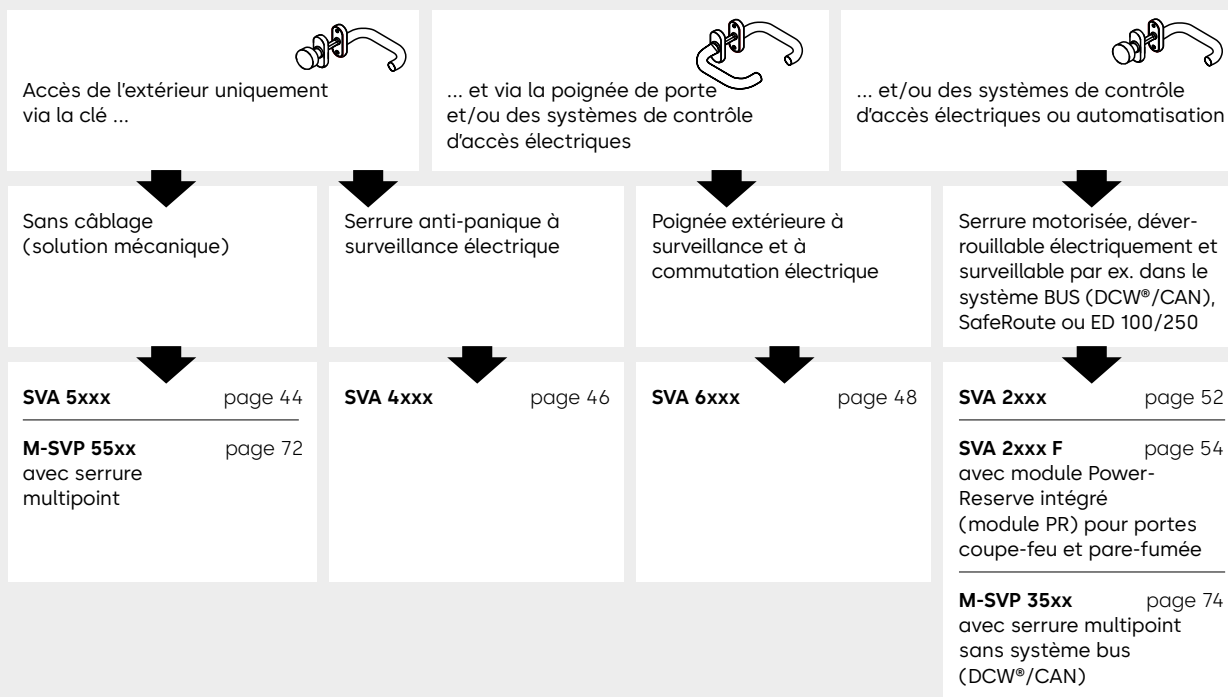 Accès de l'extérieur uniquement
via la clé ...
... et via la poignée de porte
et/ou des systèmes de contrôle
d'accès électriques
... et/ou des systèmes de contrôle
d'accès électriques ou automatisation
Sans câblage
(solution mécanique)
Serrure anti-panique à
surveillance électrique
Poignée extérieure à
surveillance et à
commutation électrique
Serrure motorisée, déver-
rouillable électriquement et
surveillable par ex. dans le
système BUS (DCW®/CAN),
SafeRoute ou ED 100/250
SVA 5xxx page 44
M-SVP 55xx page 72
avec serrure
multipoint
SVA 4xxx page 46
SVA 6xxx page 48
SVA 2xxx page 52
SVA 2xxx F page 54
avec module Power-
Reserve intégré
(module PR) pour portes
coupe-feu et pare-fumée
M-SVP 35xx page 74
avec serrure multipoint
sans système bus
(DCW®/CAN)